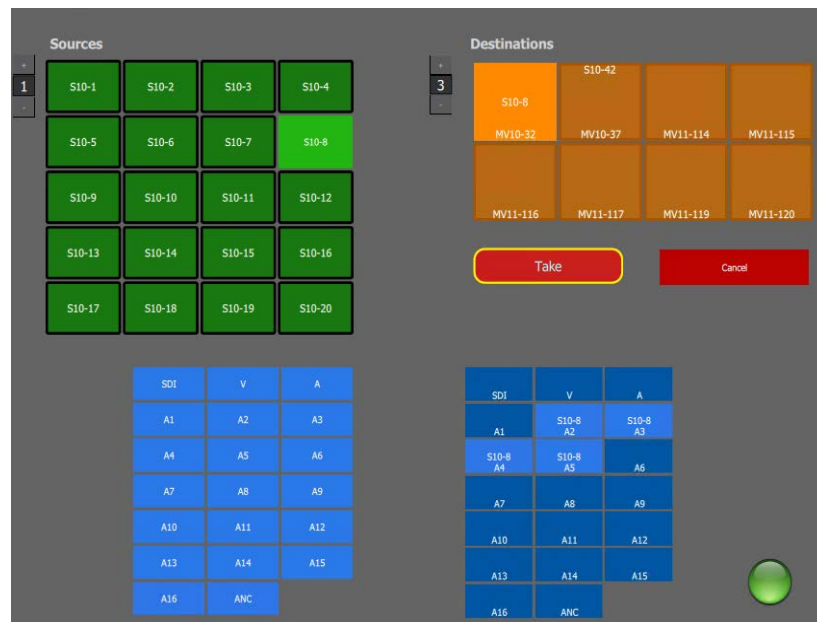 Sources
+
1
-
S10-1 S10-2 S10-3 S10-4
S10-5 S10-6 S10-7 S10-8
S10-9 S10-10 S10-11 S10-12
S10-13 S10-14 S10-15 S10-16
S10-17 S10-18 S10-19 S10-20
SDI V A
A1 A2 A3
A4 A5 A6
A7 A8 A9
A10 A11 A12
A13 A14 A15
A16 ANC
Destinations
+
3
-
S10-42
S10-8
MV10-32 MV10-37 MV11-114 MV11-115
MV11-116 MV11-117 MV11-119 MV11-120
Take Cancel
SDI V A
S10-8 S10-8
A1 A2 A3
S10-8 S10-8
A4 A5 A6
A7 A8 A9
A10 A11 A12
A13 A14 A15
A16 ANC